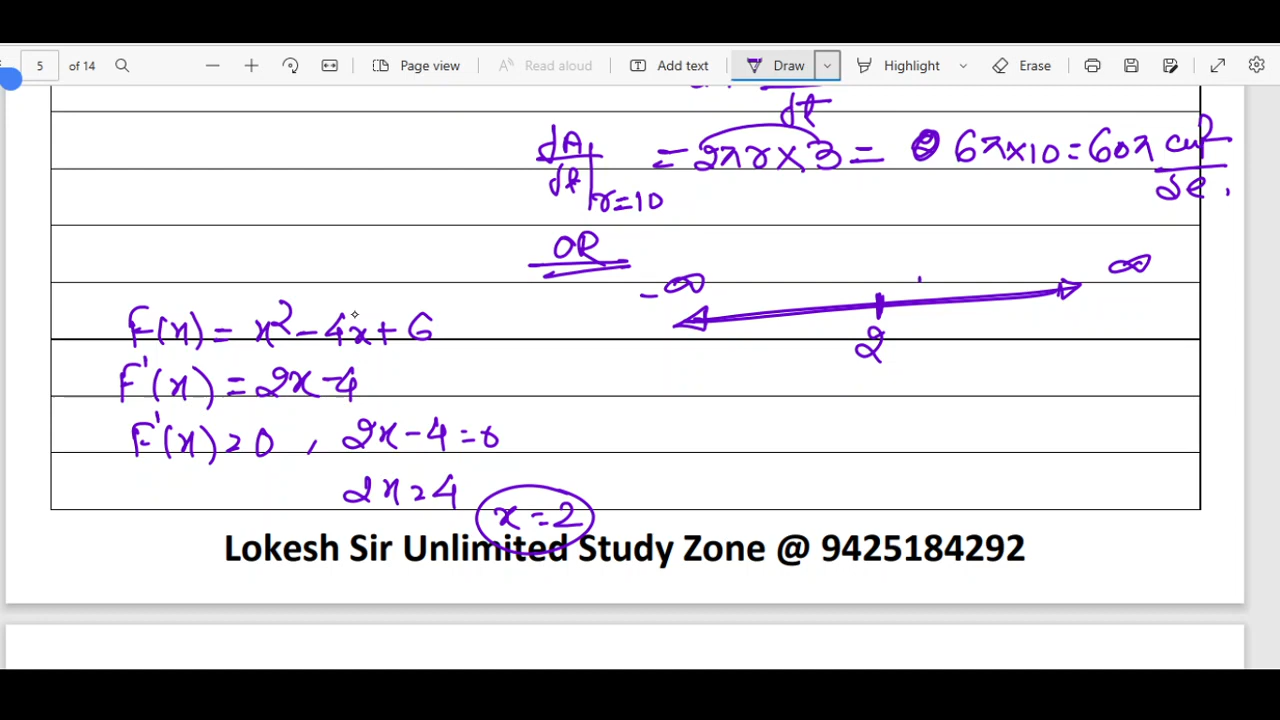 5 of 14 Page view Read aloud Add text Draw Highlight Erase
dt
dA/dt | r=10 = 2πr×3 = 6π×10 = 60π cm²/se.
OR
-∞ ∞
2
F(x) = x² - 4x + 6
F'(x) = 2x - 4
F'(x) = 0 , 2x - 4 = 0
2x = 4
x = 2
Lokesh Sir Unlimited Study Zone @ 9425184292